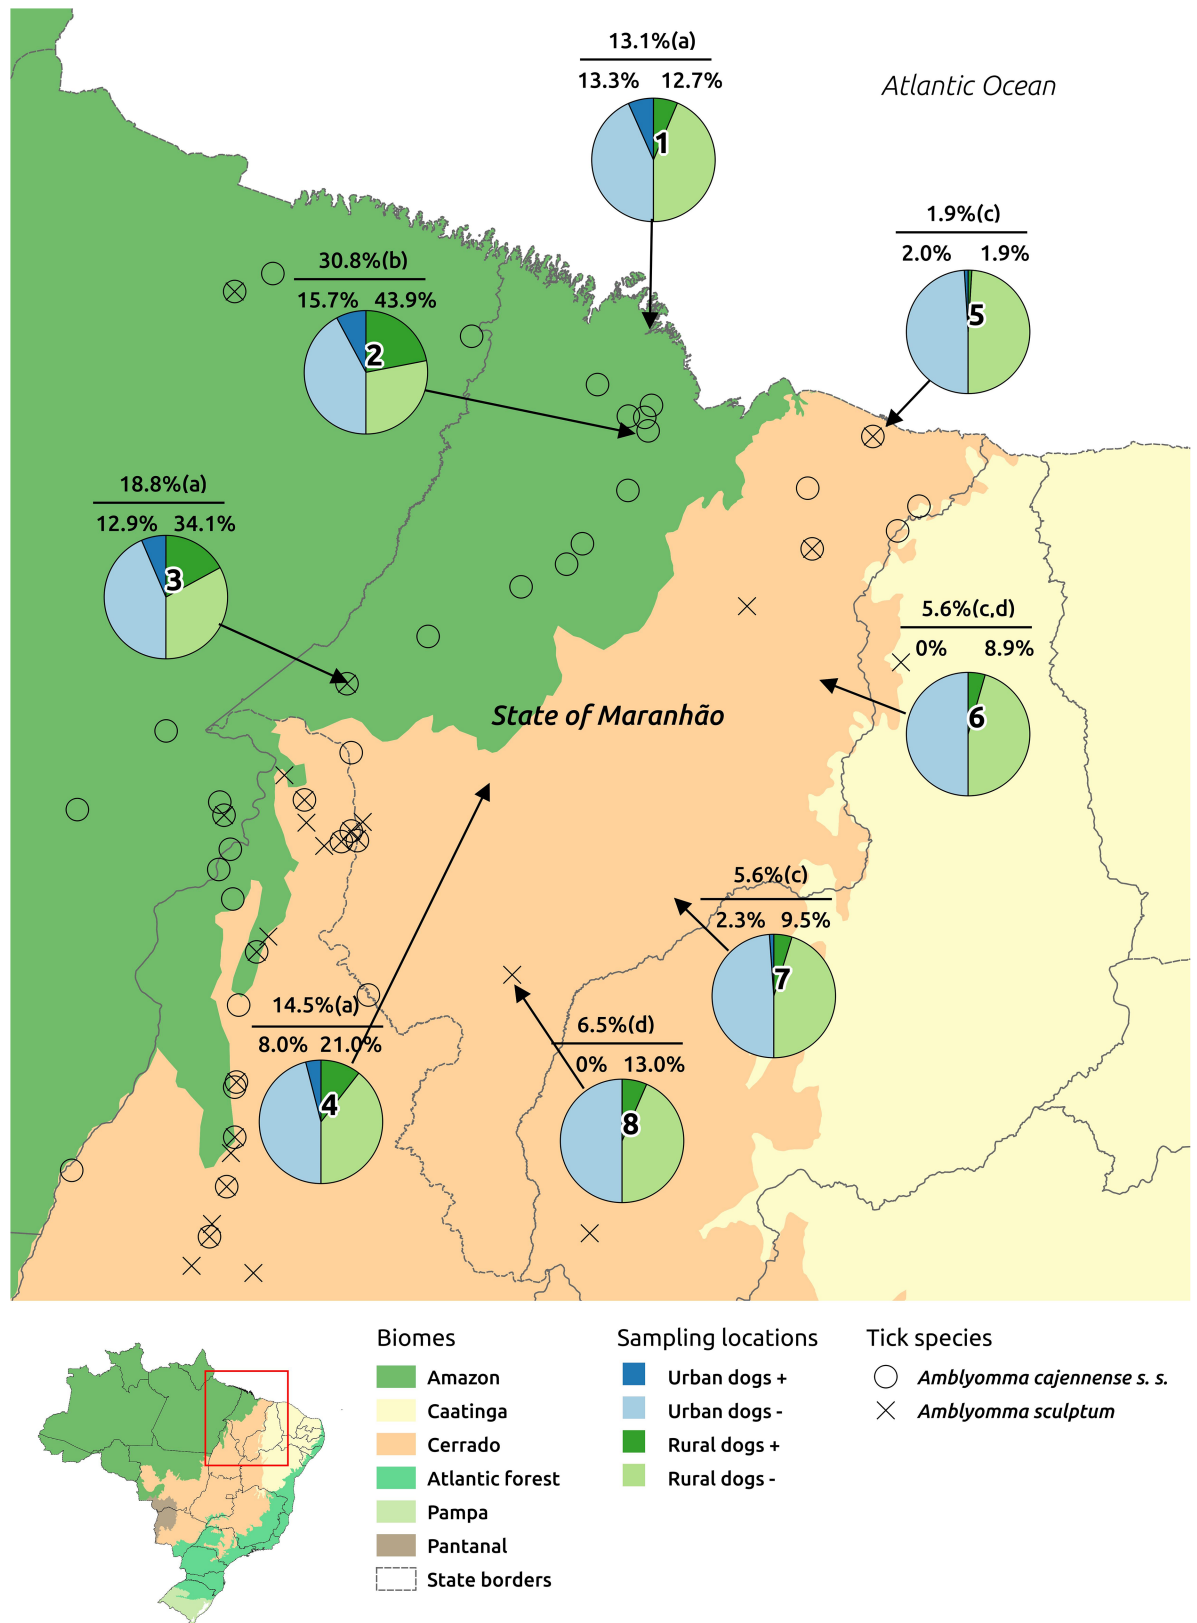 13.1%(a)
13.3% 12.7%
1
Atlantic Ocean
1.9%(c)
2.0% 1.9%
5
30.8%(b)
15.7% 43.9%
2
18.8%(a)
12.9% 34.1%
3
5.6%(c,d)
0% 8.9%
6
State of Maranhão
5.6%(c)
2.3% 9.5%
7
14.5%(a)
8.0% 21.0%
4
6.5%(d)
0% 13.0%
8
Biomes
Amazon
Caatinga
Cerrado
Atlantic forest
Pampa
Pantanal
State borders
Sampling locations
Urban dogs +
Urban dogs -
Rural dogs +
Rural dogs -
Tick species
Amblyomma cajennense s. s.
Amblyomma sculptum